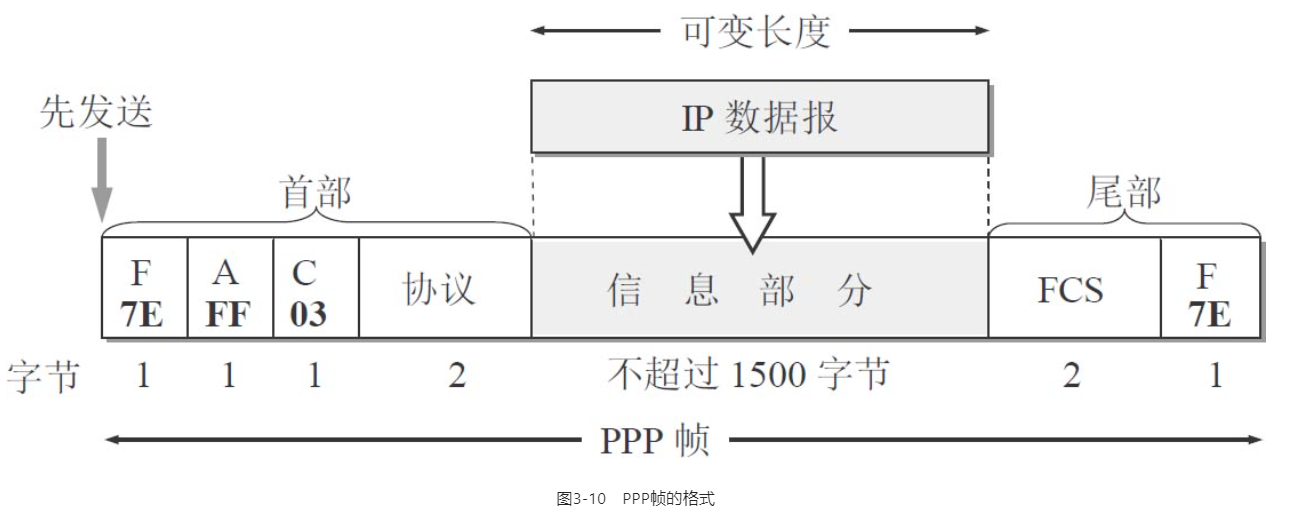 可变长度
IP 数据报
先发送
首部
尾部
F
7E
A
FF
C
03
协议
信 息 部 分
FCS
F
7E
字节 1 1 1 2 不超过 1500 字节 2 1
PPP 帧
图3-10 PPP帧的格式